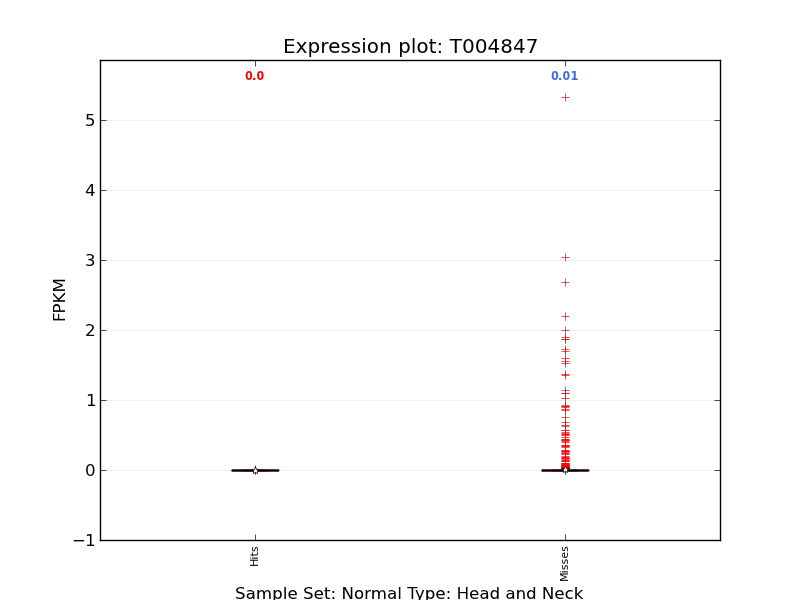 Expression plot: T004847
0.0 0.01
5
4
3
2
1
0
−1
FPKM
Hits
Misses
Sample Set: Normal Type: Head and Neck